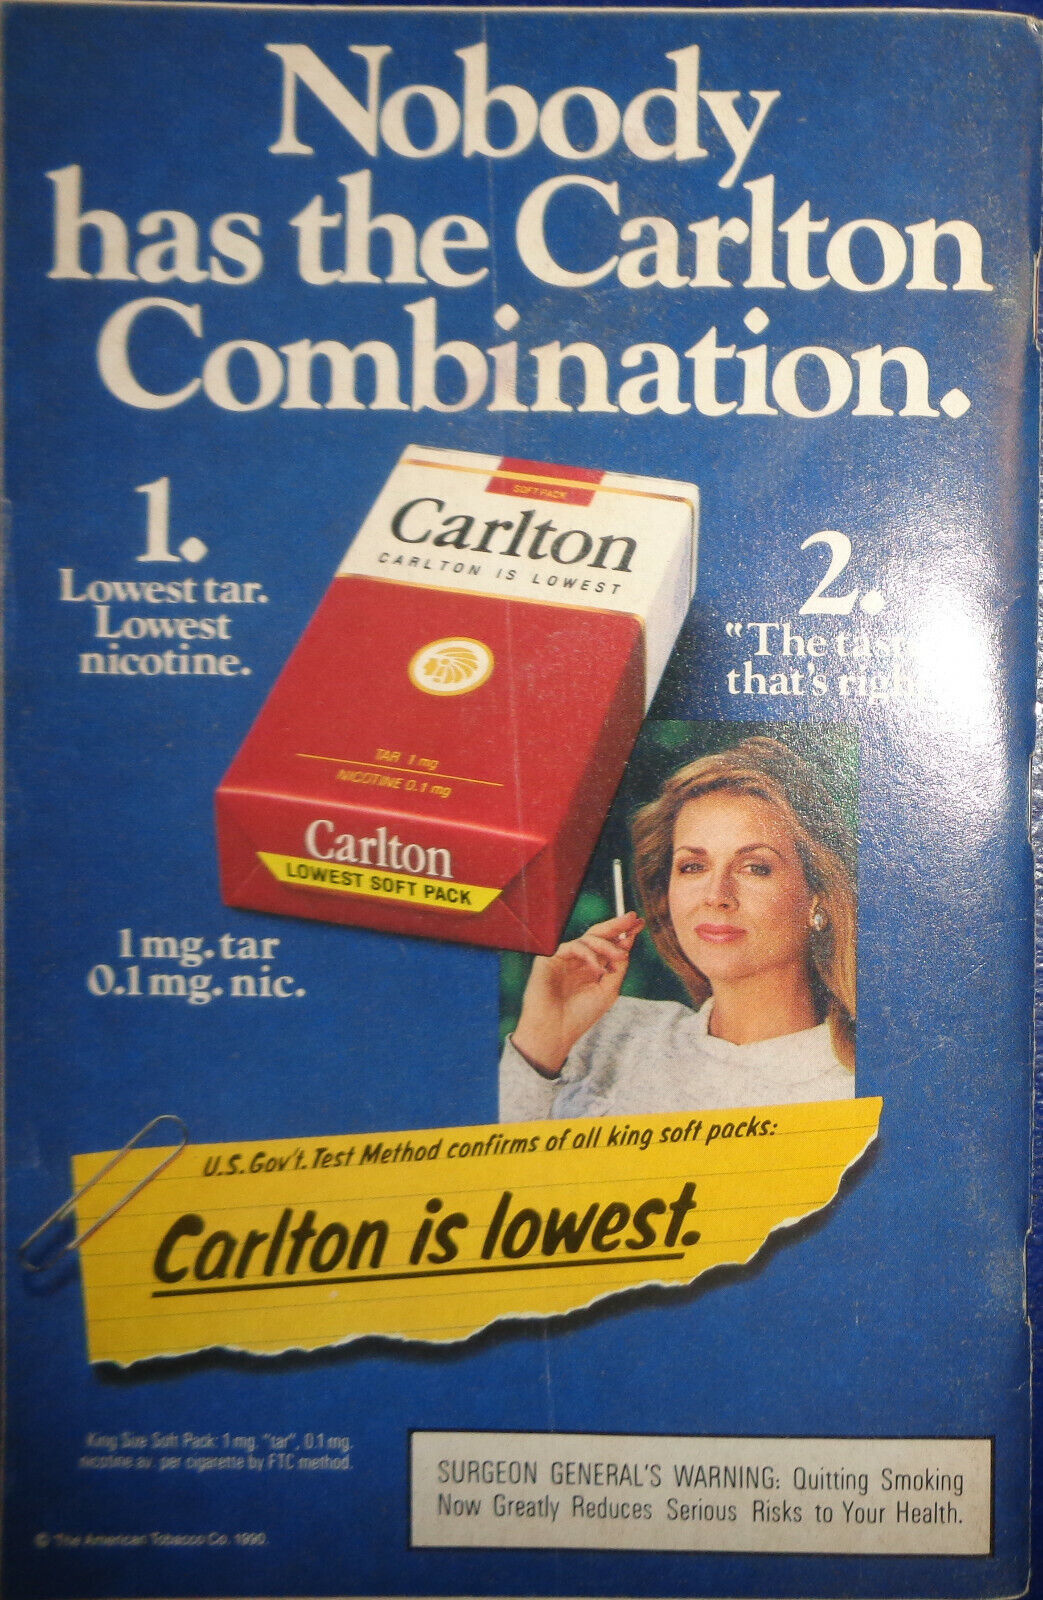 Nobody
has the Carlton
Combination.
1.
Lowest tar.
Lowest
nicotine.
SOFT PACK
Carlton
CARLTON IS LOWEST
TAR 1 mg
NICOTINE 0.1 mg
Carlton
LOWEST SOFT PACK
1 mg. tar
0.1 mg. nic.
2.
"The taste
that's right."
U.S. Gov't. Test Method confirms of all king soft packs:
Carlton is lowest.
King Size Soft Pack: 1 mg. "tar", 0.1 mg.
nicotine av. per cigarette by FTC method.
© The American Tobacco Co. 1990.
SURGEON GENERAL'S WARNING: Quitting Smoking
Now Greatly Reduces Serious Risks to Your Health.